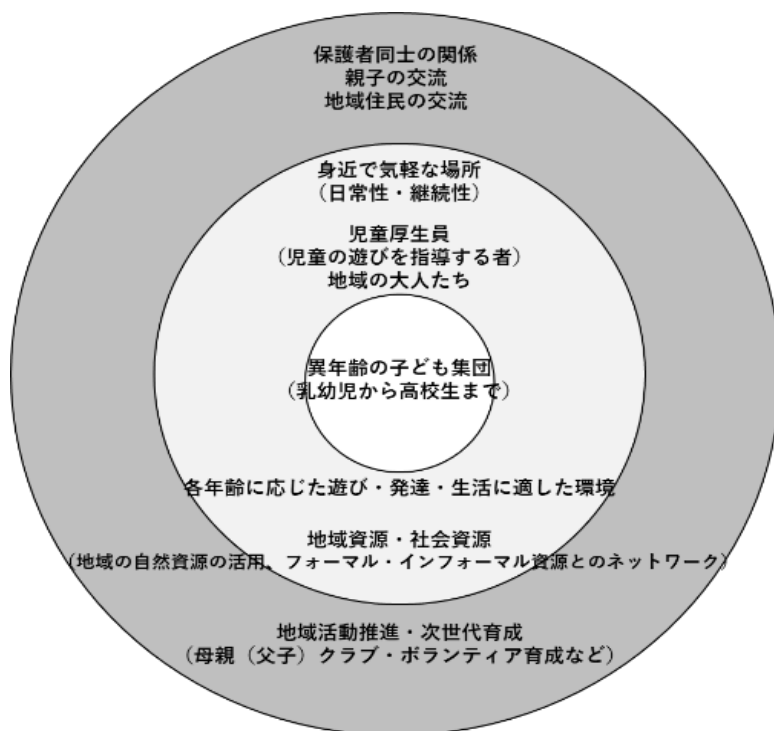 保護者同士の関係
親子の交流
地域住民の交流
身近で気軽な場所
（日常性・継続性）
児童厚生員
（児童の遊びを指導する者）
地域の大人たち
異年齢の子ども集団
（乳幼児から高校生まで）
各年齢に応じた遊び・発達・生活に適した環境
地域資源・社会資源
（地域の自然資源の活用、フォーマル・インフォーマル資源とのネットワーク）
地域活動推進・次世代育成
（母親（父子）クラブ・ボランティア育成など）